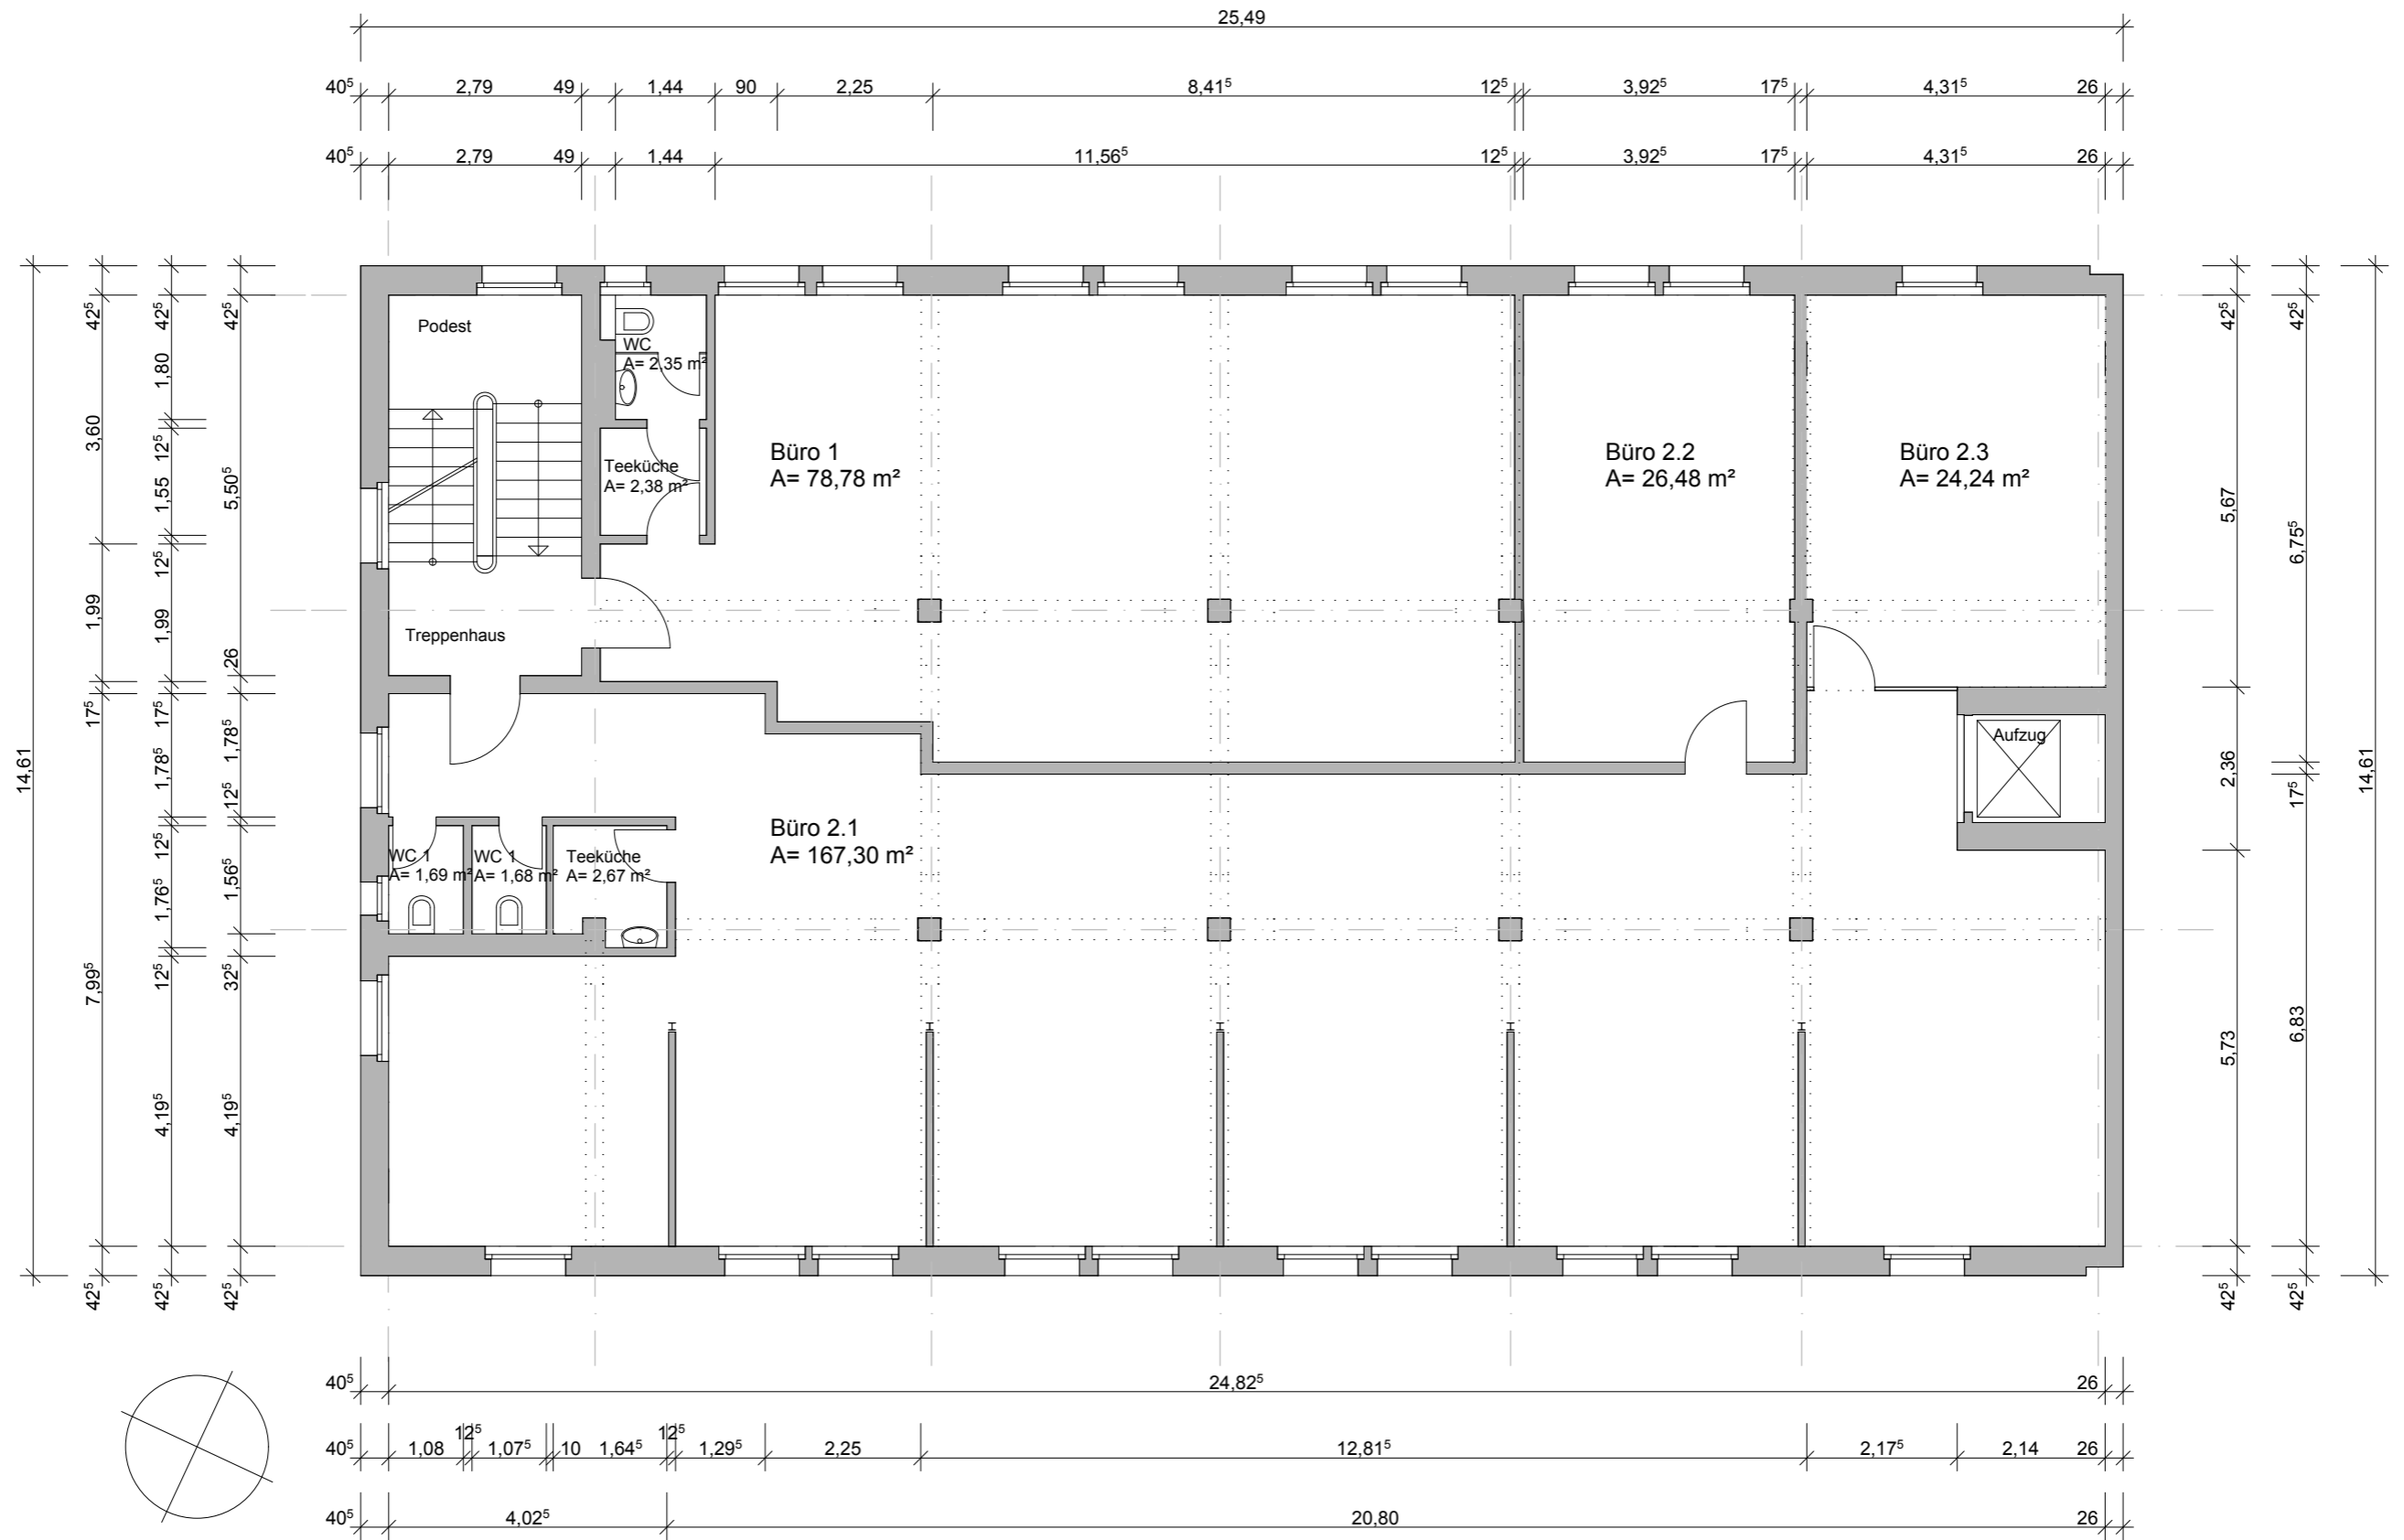 25,49
40⁵ 2,79 49 1,44 90 2,25 8,41⁵ 12⁵ 3,92⁵ 17⁵ 4,31⁵ 26
40⁵ 2,79 49 1,44 11,56⁵ 12⁵ 3,92⁵ 17⁵ 4,31⁵ 26
14,61
42⁵ 3,60 1,99 17⁵ 7,99⁵ 42⁵
42⁵ 1,80 12⁵ 1,55 12⁵ 1,99 17⁵ 1,78⁵ 12⁵ 1,76⁵ 12⁵ 4,19⁵ 42⁵
42⁵ 5,50⁵ 26 1,78⁵ 12⁵ 1,56⁵ 32⁵ 4,19⁵ 42⁵
Podest
WC
A= 2,35 m²
Teeküche
A= 2,38 m²
Büro 1
A= 78,78 m²
Büro 2.2
A= 26,48 m²
Büro 2.3
A= 24,24 m²
Treppenhaus
Aufzug
Büro 2.1
A= 167,30 m²
WC 1
A= 1,69 m²
WC 1
A= 1,68 m²
Teeküche
A= 2,67 m²
42⁵ 5,67 2,36 5,73 42⁵
42⁵ 6,75⁵ 17⁵ 6,83 42⁵
14,61
40⁵ 24,82⁵ 26
40⁵ 1,08 12⁵ 1,07⁵ 10 1,64⁵ 12⁵ 1,29⁵ 2,25 12,81⁵ 2,17⁵ 2,14 26
40⁵ 4,02⁵ 20,80 26